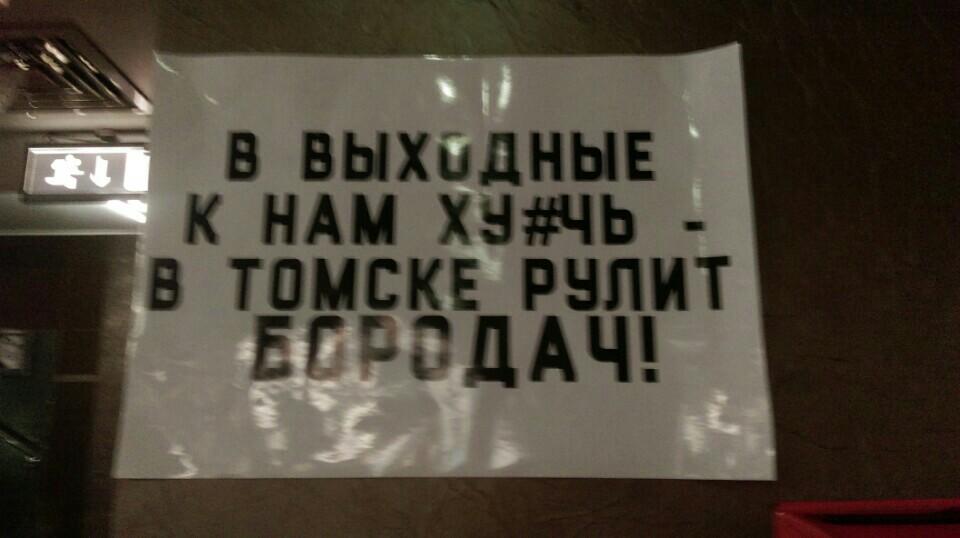 В ВЫХОДНЫЕ
К НАМ ХУ#ЧЬ -
В ТОМСКЕ РУЛИТ
БОРОДАЧ!